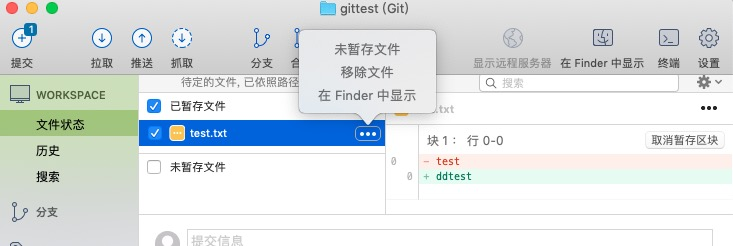 gittest (Git)
1
提交
拉取
推送
抓取
分支
未暂存文件
移除文件
在 Finder 中显示
显示远程服务器
在 Finder 中显示
终端
设置
待定的文件, 已依照路径
搜索
WORKSPACE
文件状态
历史
搜索
分支
已暂存文件
test.txt
未暂存文件
.txt
块 1： 行 0-0
取消暂存区块
0 - test
0 + ddtest
提交信息